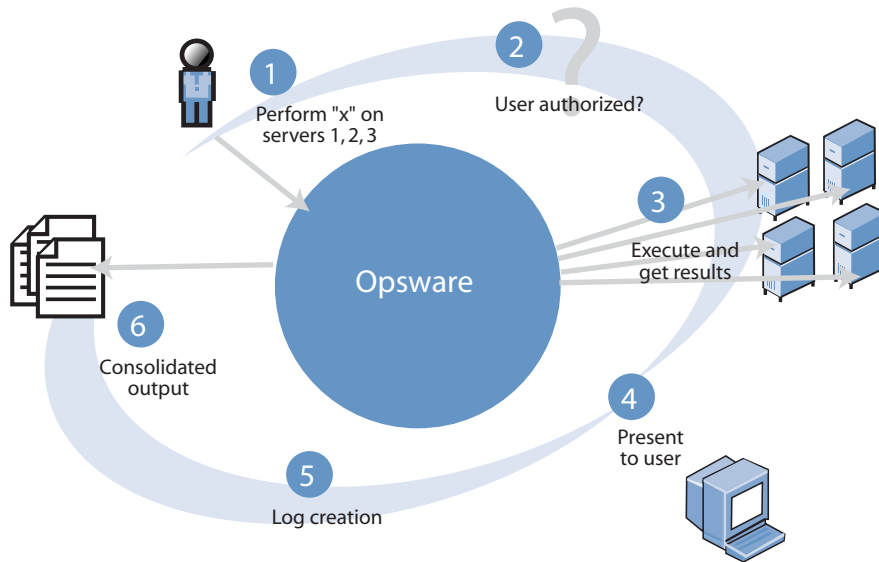 1
Perform "x" on
servers 1, 2, 3
2
?
User authorized?
3
Execute and
get results
Opsware
4
Present
to user
5
Log creation
6
Consolidated
output